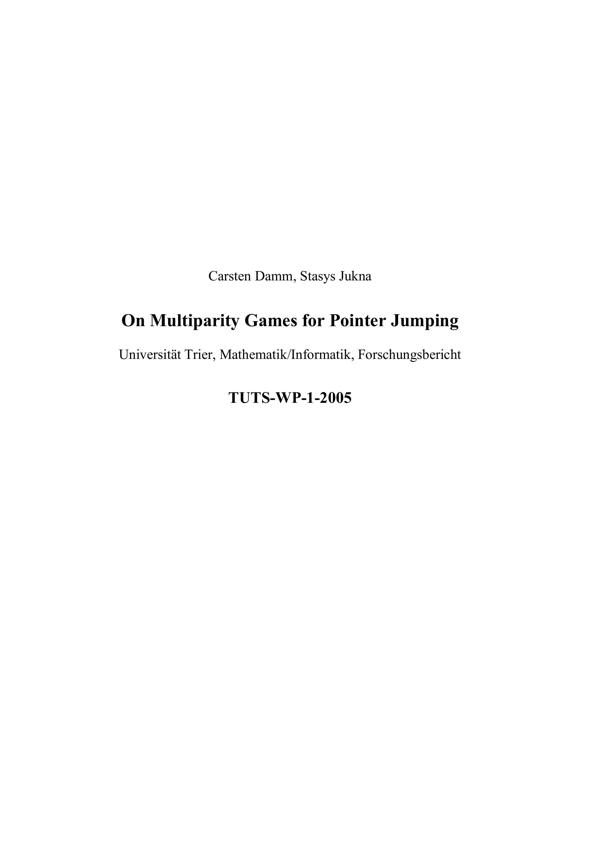 Carsten Damm, Stasys Jukna
On Multiparity Games for Pointer Jumping
Universität Trier, Mathematik/Informatik, Forschungsbericht
TUTS-WP-1-2005